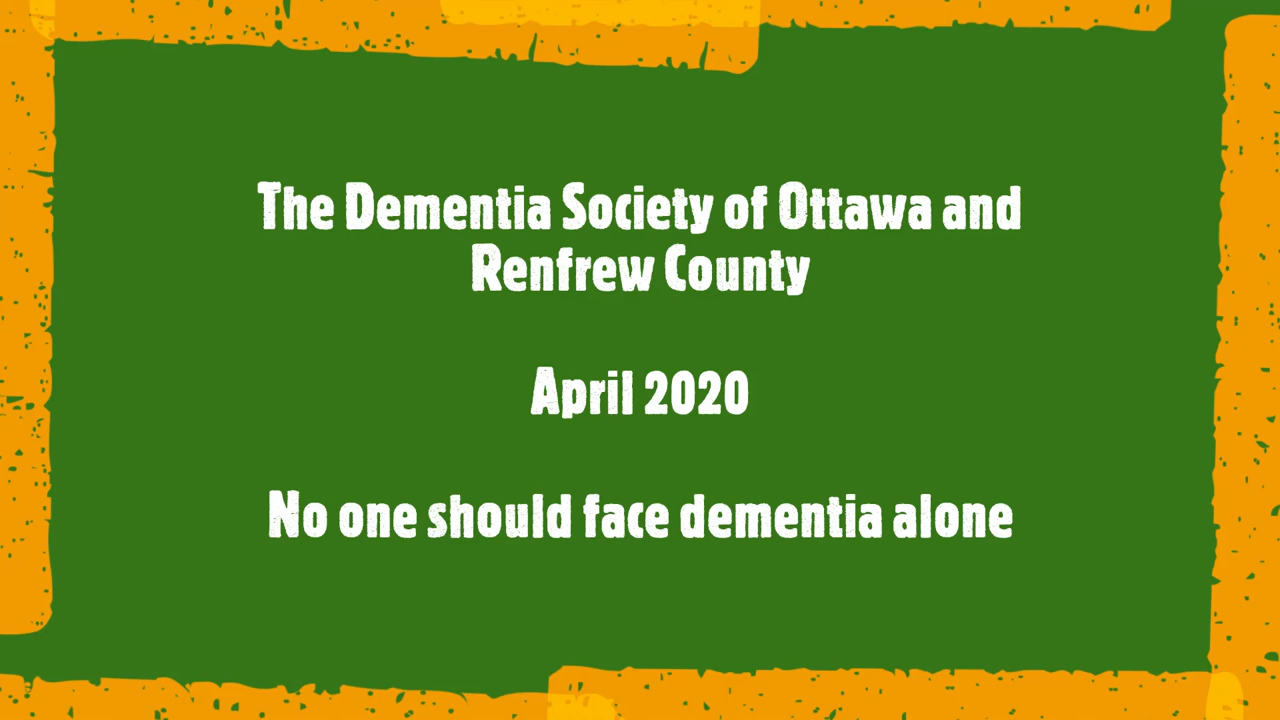 The Dementia Society of Ottawa and
Renfrew County
April 2020
No one should face dementia alone